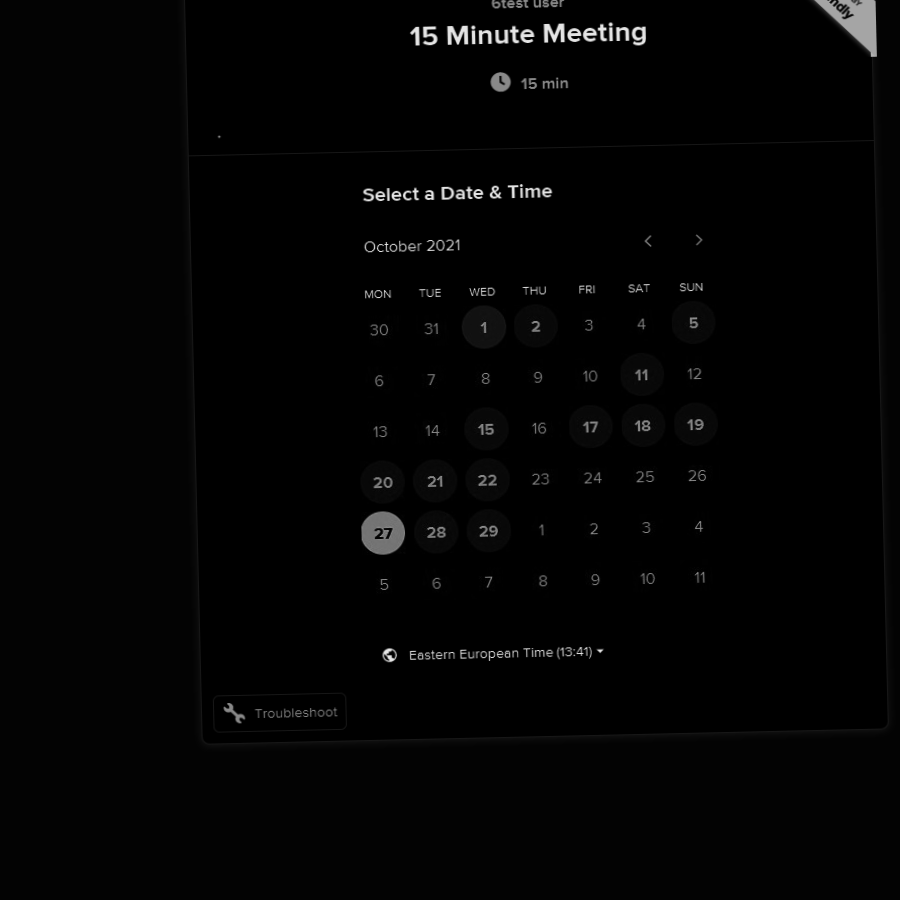 6test user
15 Minute Meeting
15 min
Select a Date & Time
October 2021
MON TUE WED THU FRI SAT SUN
30 31 1 2 3 4 5
6 7 8 9 10 11 12
13 14 15 16 17 18 19
20 21 22 23 24 25 26
27 28 29 1 2 3 4
5 6 7 8 9 10 11
Eastern European Time (13:41)
Troubleshoot